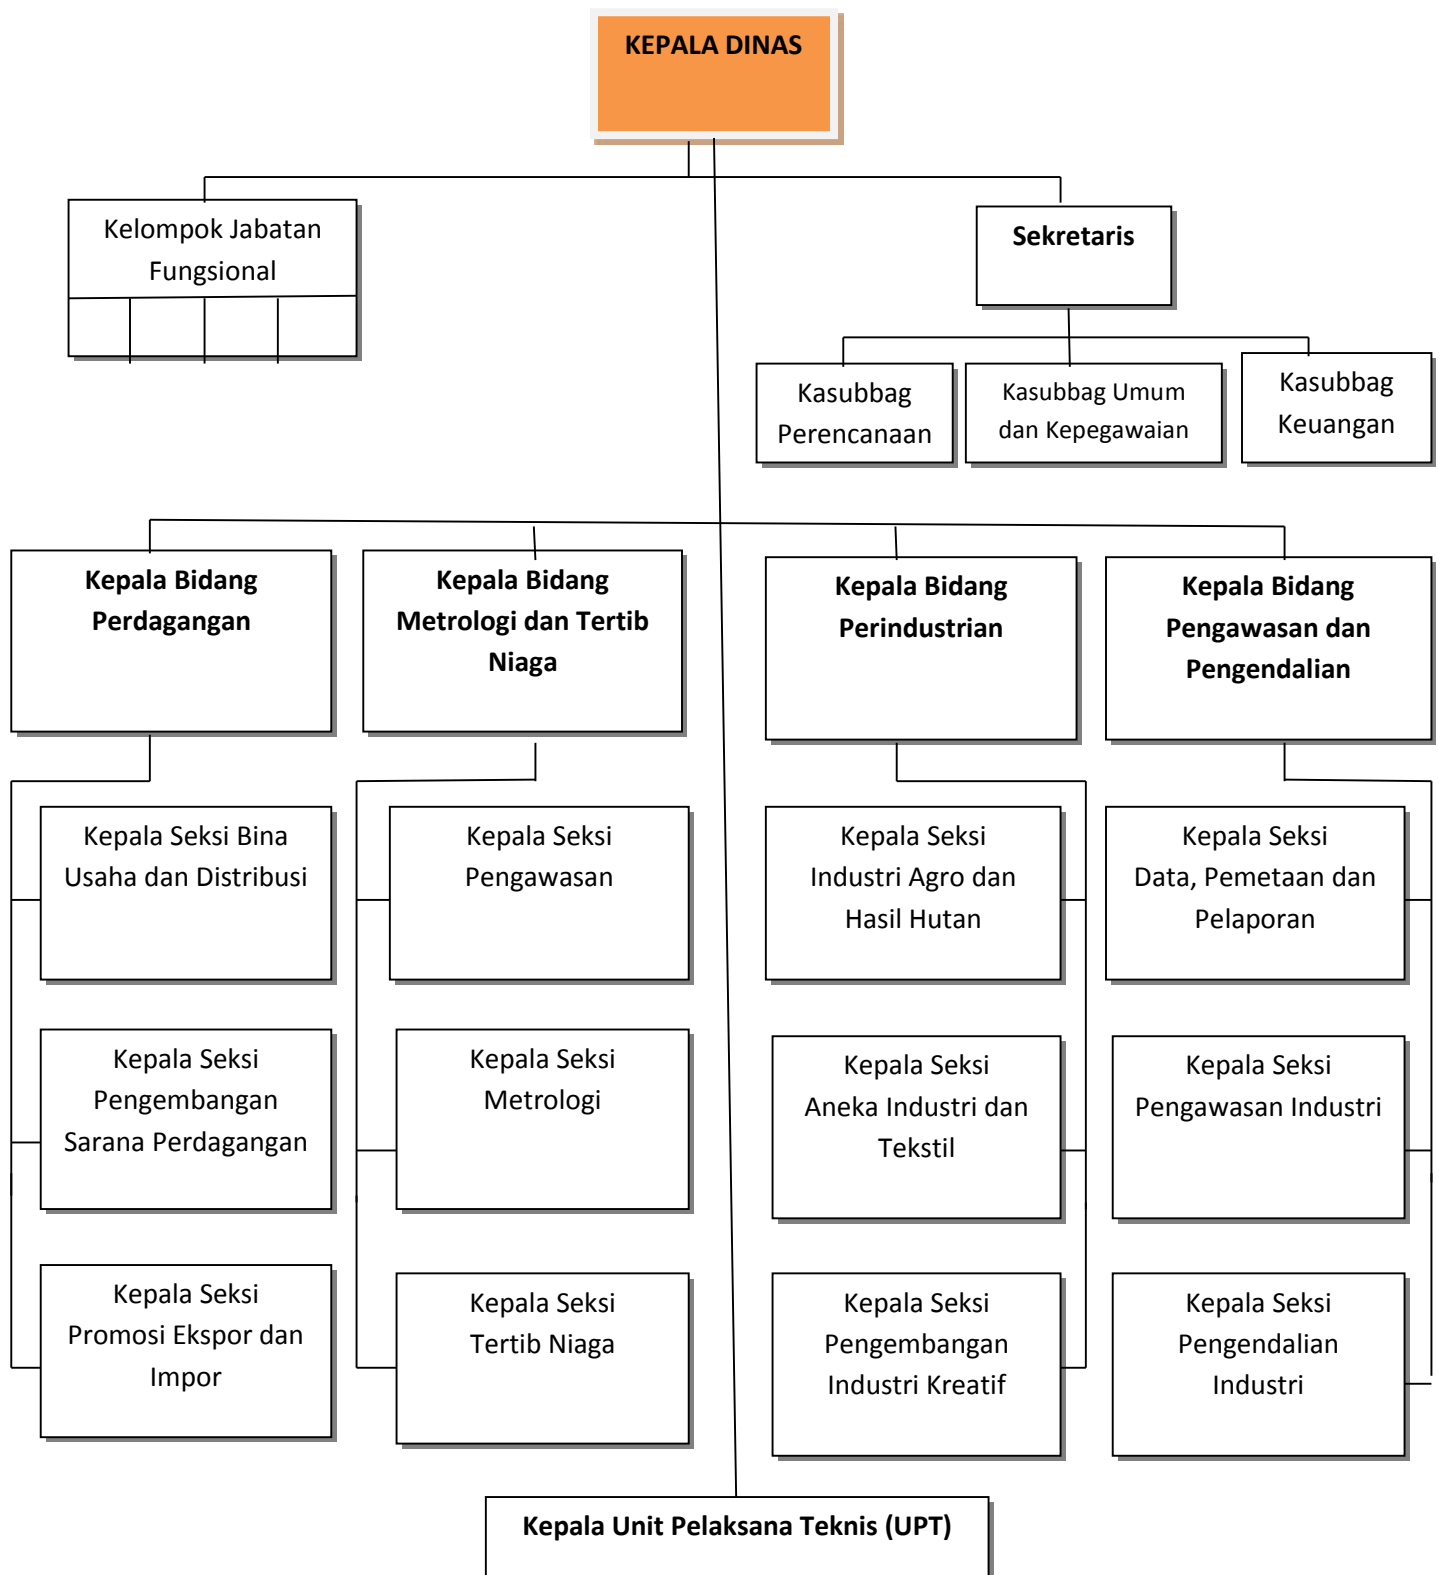 KEPALA DINAS
Kelompok Jabatan
Fungsional
Sekretaris
Kasubbag
Perencanaan
Kasubbag Umum
dan Kepegawaian
Kasubbag
Keuangan
Kepala Bidang
Perdagangan
Kepala Bidang
Metrologi dan Tertib
Niaga
Kepala Bidang
Perindustrian
Kepala Bidang
Pengawasan dan
Pengendalian
Kepala Seksi Bina
Usaha dan Distribusi
Kepala Seksi
Pengawasan
Kepala Seksi
Industri Agro dan
Hasil Hutan
Kepala Seksi
Data, Pemetaan dan
Pelaporan
Kepala Seksi
Pengembangan
Sarana Perdagangan
Kepala Seksi
Metrologi
Kepala Seksi
Aneka Industri dan
Tekstil
Kepala Seksi
Pengawasan Industri
Kepala Seksi
Promosi Ekspor dan
Impor
Kepala Seksi
Tertib Niaga
Kepala Seksi
Pengembangan
Industri Kreatif
Kepala Seksi
Pengendalian
Industri
Kepala Unit Pelaksana Teknis (UPT)